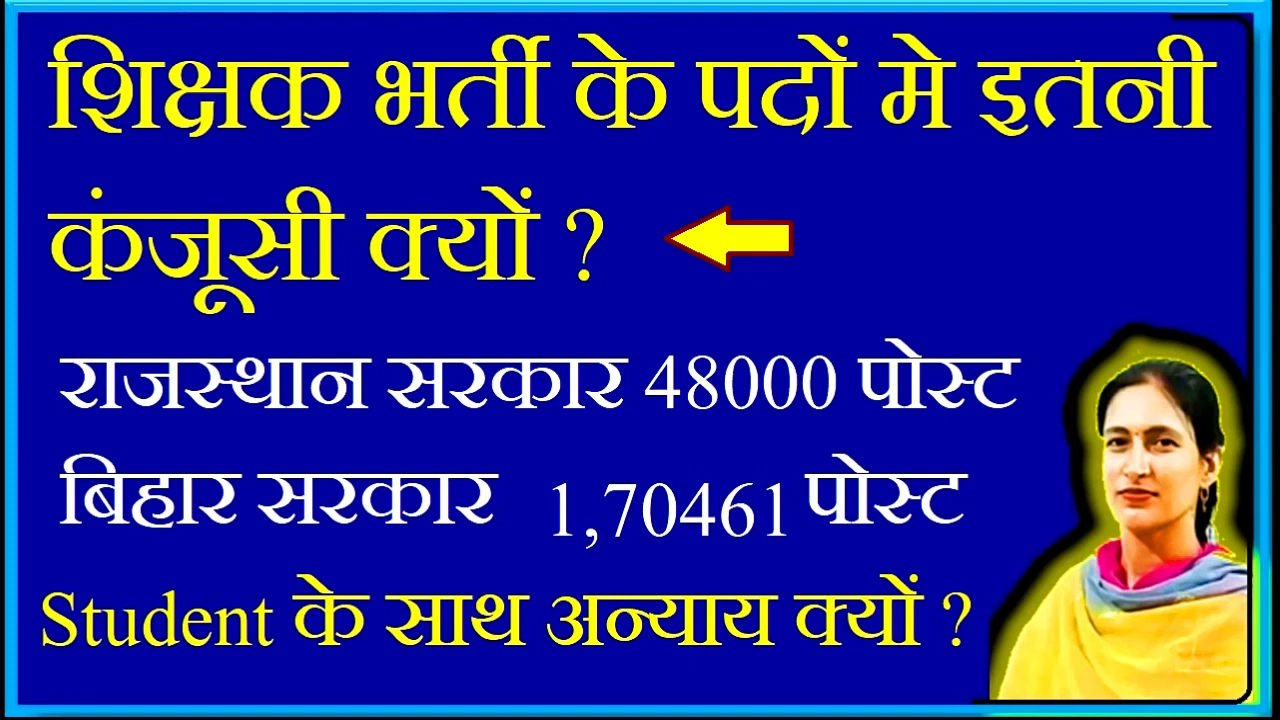 शिक्षक भर्ती के पदों मे इतनी
कंजूसी क्यों ?
राजस्थान सरकार 48000 पोस्ट
बिहार सरकार 1,70461 पोस्ट
Student के साथ अन्याय क्यों ?